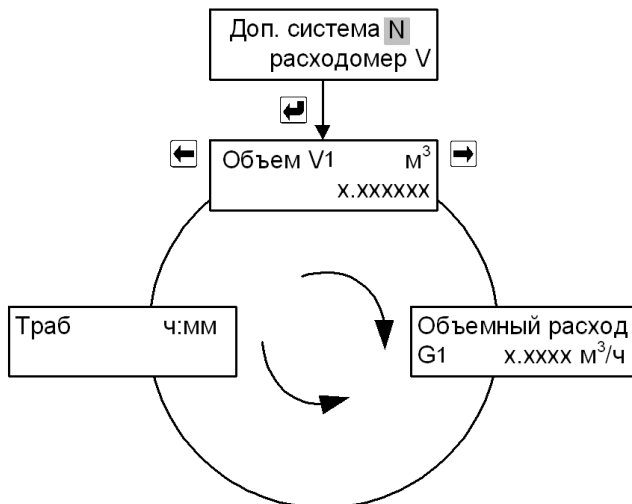 Доп. система N
расходомер V
Объем V1 м³
x.xxxxxx
Траб ч:мм
Объемный расход
G1 x.xxxx м³/ч